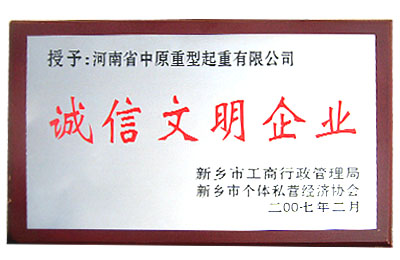 授予:河南省中原重型起重有限公司
诚信文明企业
新乡市工商行政管理局
新乡市个体私营经济协会
二00七年二月